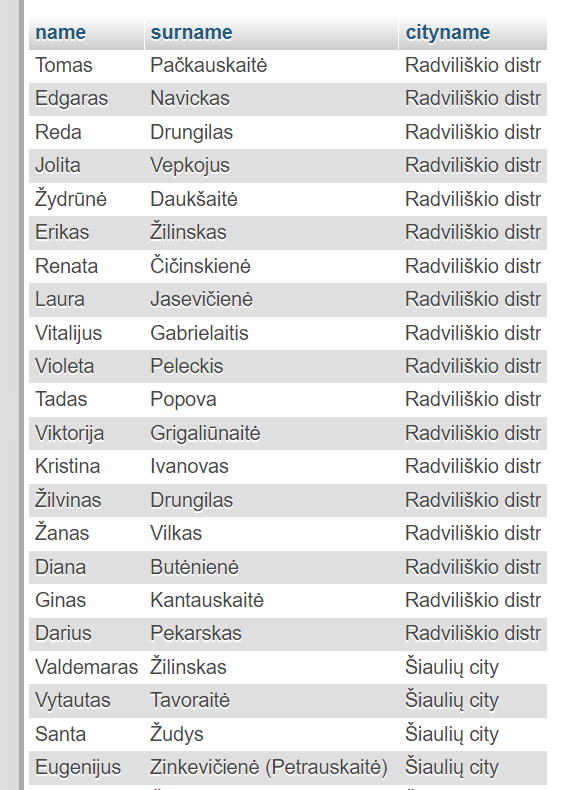 name surname cityname
Tomas Pačkauskaitė Radviliškio distr
Edgaras Navickas Radviliškio distr
Reda Drungilas Radviliškio distr
Jolita Vepkojus Radviliškio distr
Žydrūnė Daukšaitė Radviliškio distr
Erikas Žilinskas Radviliškio distr
Renata Čičinskienė Radviliškio distr
Laura Jasevičienė Radviliškio distr
Vitalijus Gabrielaitis Radviliškio distr
Violeta Peleckis Radviliškio distr
Tadas Popova Radviliškio distr
Viktorija Grigaliūnaitė Radviliškio distr
Kristina Ivanovas Radviliškio distr
Žilvinas Drungilas Radviliškio distr
Žanas Vilkas Radviliškio distr
Diana Butėnienė Radviliškio distr
Ginas Kantauskaitė Radviliškio distr
Darius Pekarskas Radviliškio distr
Valdemaras Žilinskas Šiaulių city
Vytautas Tavoraitė Šiaulių city
Santa Žudys Šiaulių city
Eugenijus Zinkevičienė (Petrauskaitė) Šiaulių city